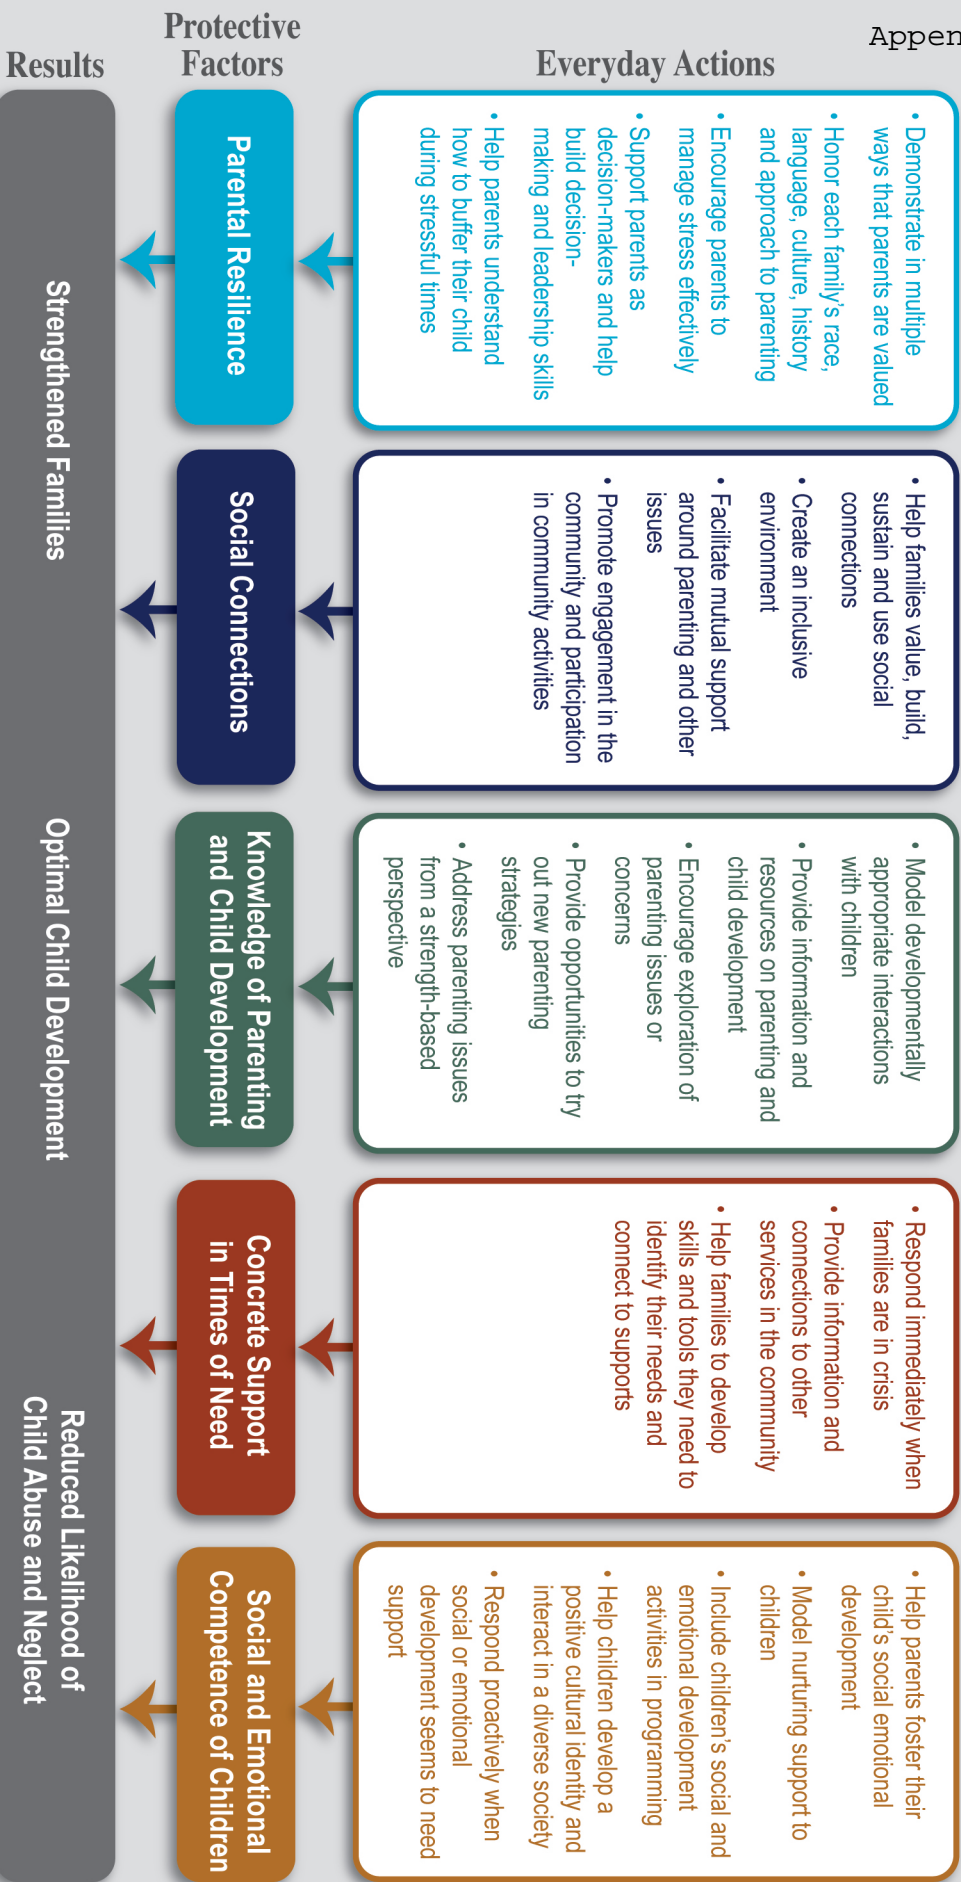 Appen
Everyday Actions
• Demonstrate in multiple
ways that parents are valued
• Honor each family's race,
language, culture, history
and approach to parenting
• Encourage parents to
manage stress effectively
• Support parents as
decision-makers and help
build decision-
making and leadership skills
• Help parents understand
how to buffer their child
during stressful times
• Help families value, build,
sustain and use social
connections
• Create an inclusive
environment
• Facilitate mutual support
around parenting and other
issues
• Promote engagement in the
community and participation
in community activities
• Model developmentally
appropriate interactions
with children
• Provide information and
resources on parenting and
child development
• Encourage exploration of
parenting issues or
concerns
• Provide opportunities to try
out new parenting
strategies
• Address parenting issues
from a strength-based
perspective
• Respond immediately when
families are in crisis
• Provide information and
connections to other
services in the community
• Help families to develop
skills and tools they need to
identify their needs and
connect to supports
• Help parents foster their
child's social emotional
development
• Model nurturing support to
children
• Include children's social and
emotional development
activities in programming
• Help children develop a
positive cultural identity and
interact in a diverse society
• Respond proactively when
social or emotional
development seems to need
support
Protective
Factors
Parental Resilience
Social Connections
Knowledge of Parenting
and Child Development
Concrete Support
in Times of Need
Social and Emotional
Competence of Children
Results
Strengthened Families
Optimal Child Development
Reduced Likelihood of
Child Abuse and Neglect